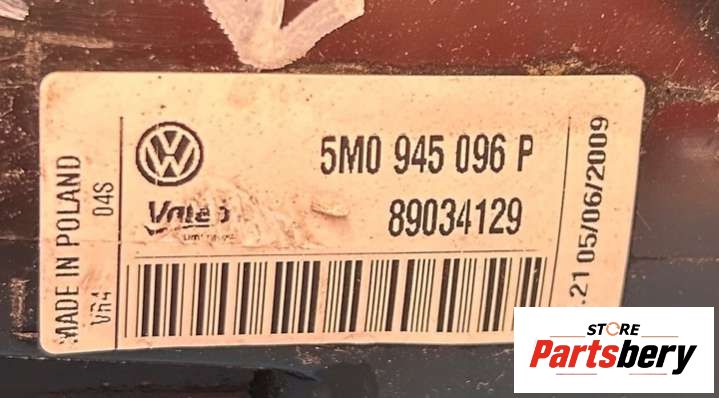 MADE IN POLAND
VR4 04S
5M0 945 096 P
Valeo
89034129
.21 05/06/2009
STORE
Partsbery